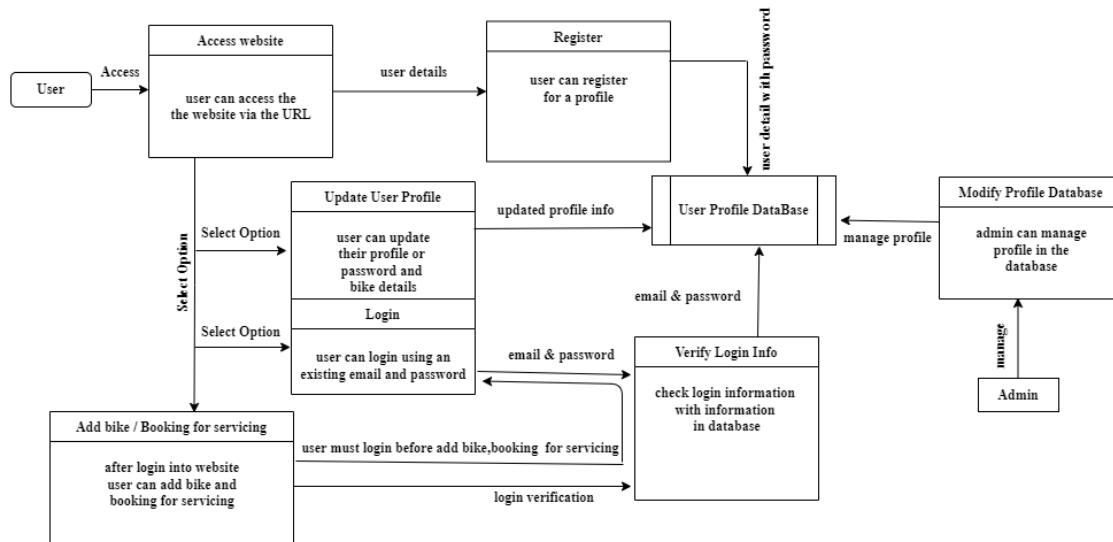 Access website
user can access the
the website via the URL
User
Access
user details
Register
user can register
for a profile
user detail with password
Update User Profile
user can update
their profile or
password and
bike details
Select Option
Select Option
Select Option
updated profile info
User Profile DataBase
manage profile
Modify Profile Database
admin can manage
profile in the
database
manage
Admin
Login
user can login using an
existing email and password
email & password
email & password
Verify Login Info
check login information
with information
in database
Add bike / Booking for servicing
after login into website
user can add bike and
booking for servicing
user must login before add bike,booking for servicing
login verification